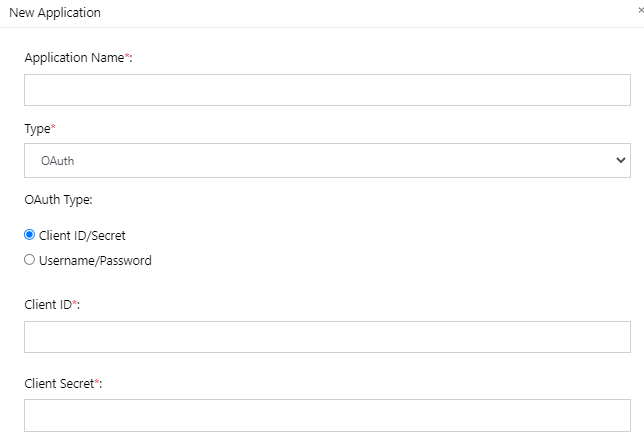 New Application
Application Name*:
Type*
OAuth
OAuth Type:
Client ID/Secret
Username/Password
Client ID*:
Client Secret*: